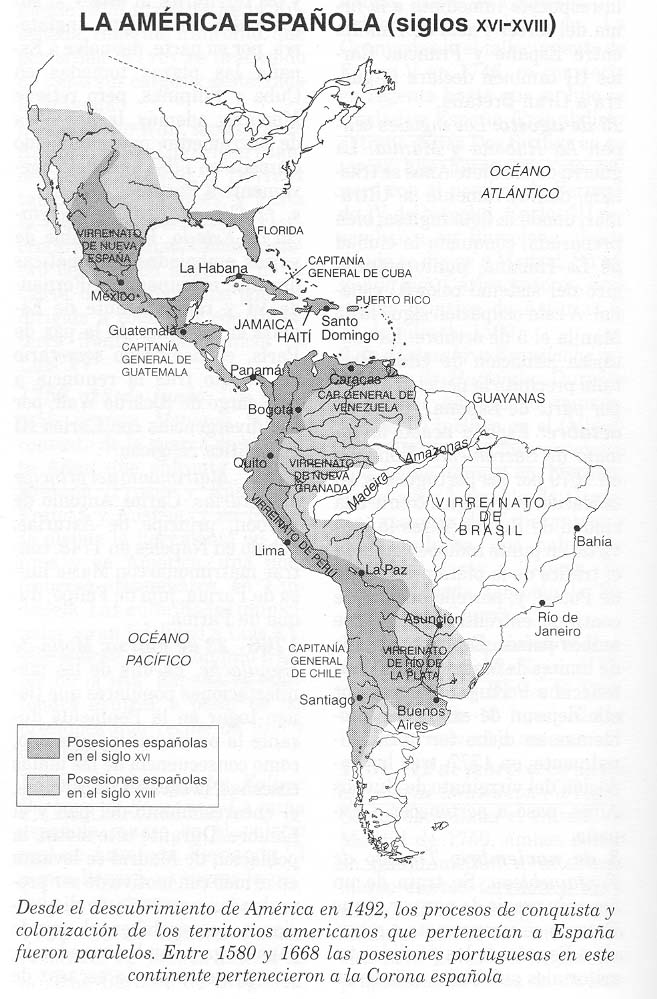 LA AMÉRICA ESPAÑOLA (siglos XVI-XVIII)
OCÉANO
ATLÁNTICO
VIRREINATO
DE NUEVA
ESPAÑA
FLORIDA
La Habana
CAPITANÍA
GENERAL DE CUBA
México
PUERTO RICO
JAMAICA
HAITÍ
Santo
Domingo
Guatemala
CAPITANÍA
GENERAL DE
GUATEMALA
Panamá
Caracas
CAP. GENERAL DE
VENEZUELA
GUAYANAS
Bogotá
Amazonas
Quito
VIRREINATO
DE NUEVA
GRANADA
Madeira
VIRREINATO
DE
BRASIL
VIRREINATO DE PERÚ
Lima
Bahía
La Paz
Asunción
Río de
Janeiro
OCÉANO
PACÍFICO
CAPITANÍA
GENERAL
DE CHILE
VIRREINATO
DE RÍO DE
LA PLATA
Santiago
Buenos
Aires
Posesiones españolas
en el siglo XVI
Posesiones españolas
en el siglo XVIII
Desde el descubrimiento de América en 1492, los procesos de conquista y
colonización de los territorios americanos que pertenecían a España
fueron paralelos. Entre 1580 y 1668 las posesiones portuguesas en este
continente pertenecieron a la Corona española